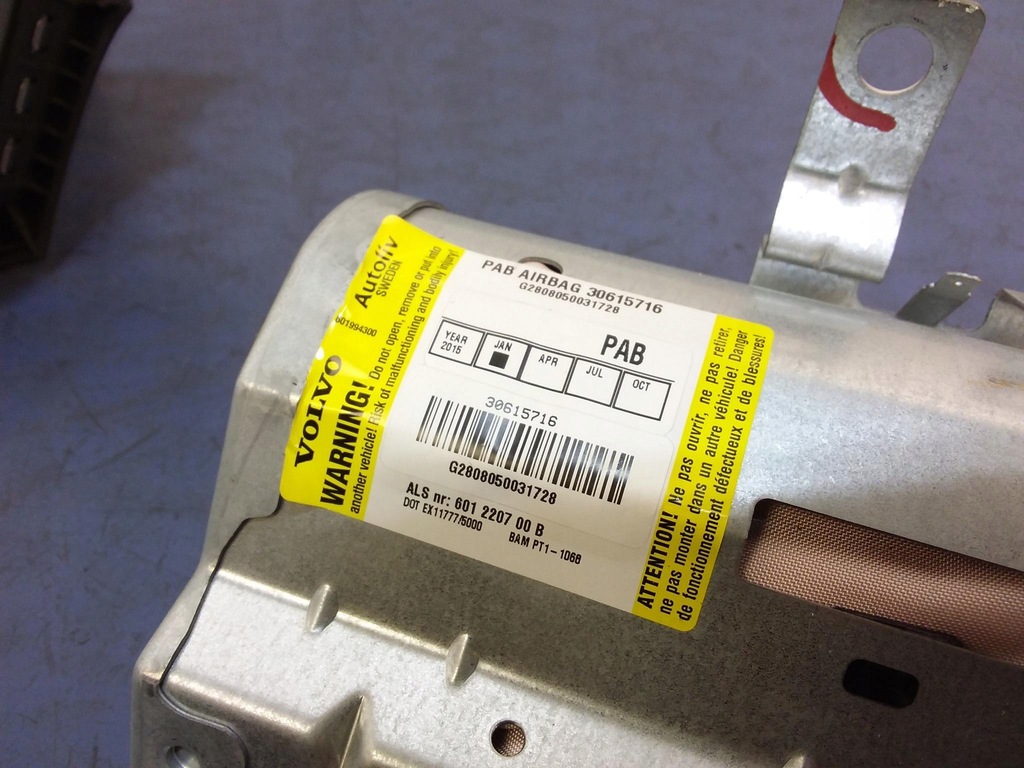 Autoliv
SWEDEN
601994300
VOLVO
WARNING! Do not open, remove or put into
another vehicle! Risk of malfunctioning and bodily injury!
PAB AIRBAG 30615716
G2808050031728
PAB
YEAR JAN APR JUL OCT
2015
30615716
G2808050031728
ALS nr: 601 2207 00 B
DOT EX11777/5000
BAM PT1-1068
ATTENTION! Ne pas ouvrir, ne pas retirer,
ne pas monter dans un autre véhicule! Danger
de fonctionnement défectueux et de blessures!